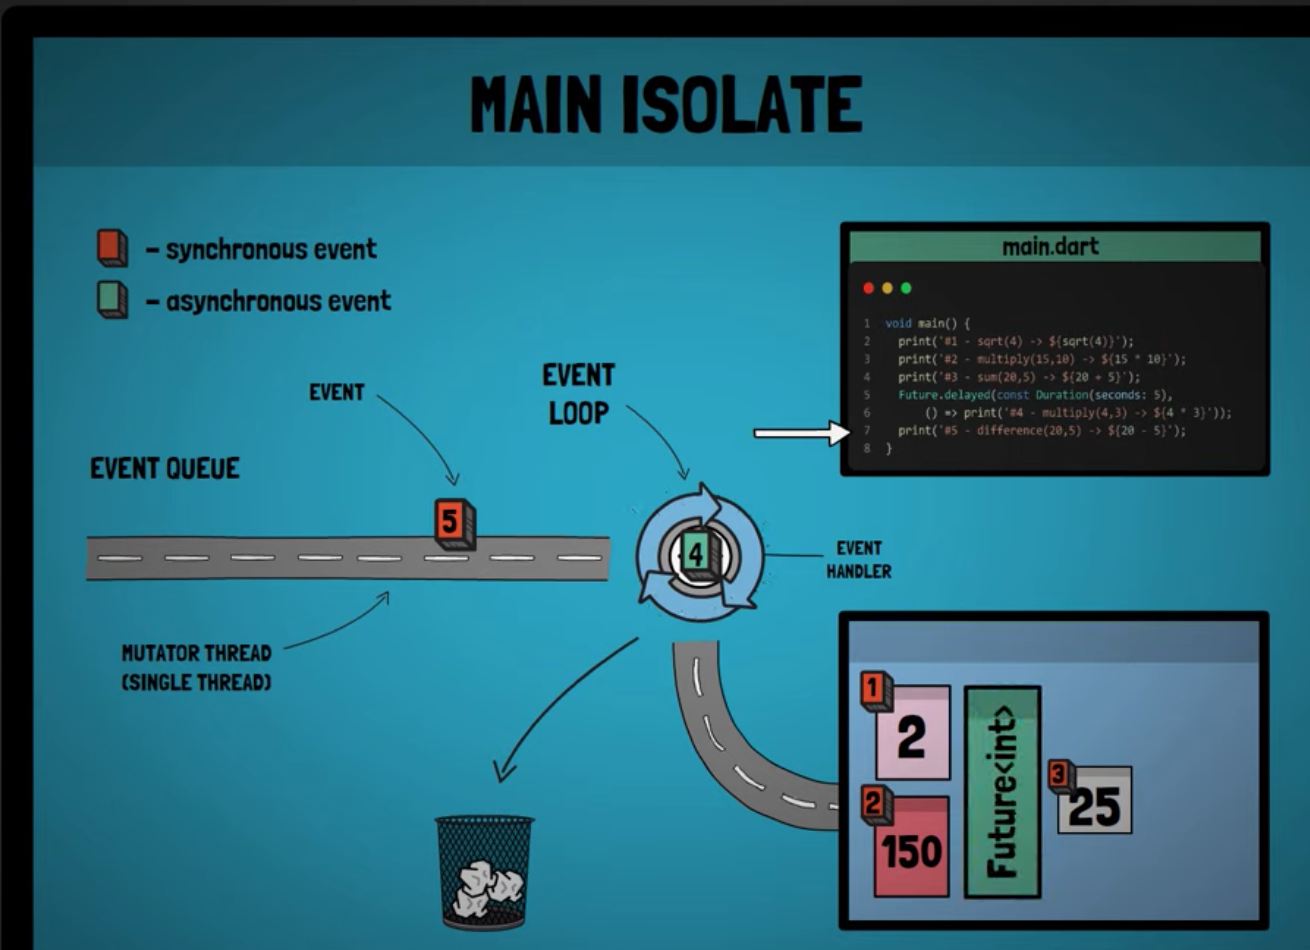 MAIN ISOLATE
– synchronous event
– asynchronous event
EVENT
EVENT
LOOP
EVENT QUEUE
5
4
EVENT
HANDLER
MUTATOR THREAD
(SINGLE THREAD)
main.dart
1 void main() {
2 print('#1 - sqrt(4) -> ${sqrt(4)}');
3 print('#2 - multiply(15,10) -> ${15 * 10}');
4 print('#3 - sum(20,5) -> ${20 + 5}');
5 Future.delayed(const Duration(seconds: 5),
6 () => print('#4 - multiply(4,3) -> ${4 * 3}'));
7 print('#5 - difference(20,5) -> ${20 - 5}');
8 }
1
2
2
150
Future<int>
3
25